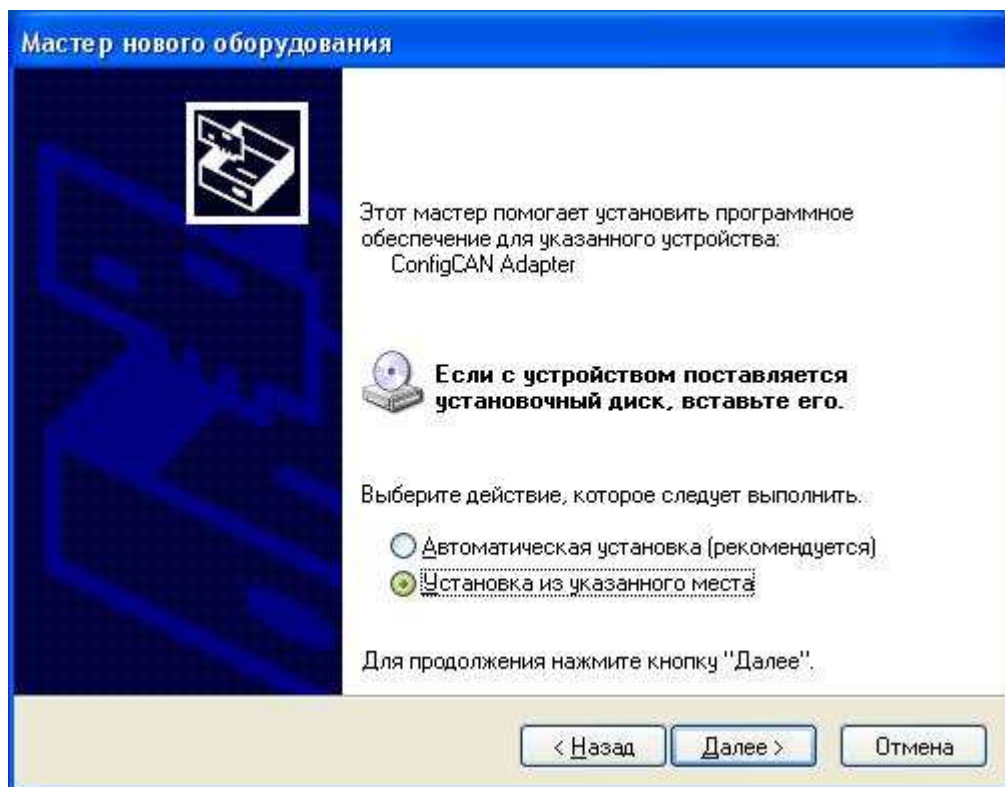 Мастер нового оборудования
Этот мастер помогает установить программное
обеспечение для указанного устройства:
ConfigCAN Adapter
Если с устройством поставляется
установочный диск, вставьте его.
Выберите действие, которое следует выполнить.
Автоматическая установка (рекомендуется)
Установка из указанного места
Для продолжения нажмите кнопку "Далее".
< Назад
Далее >
Отмена